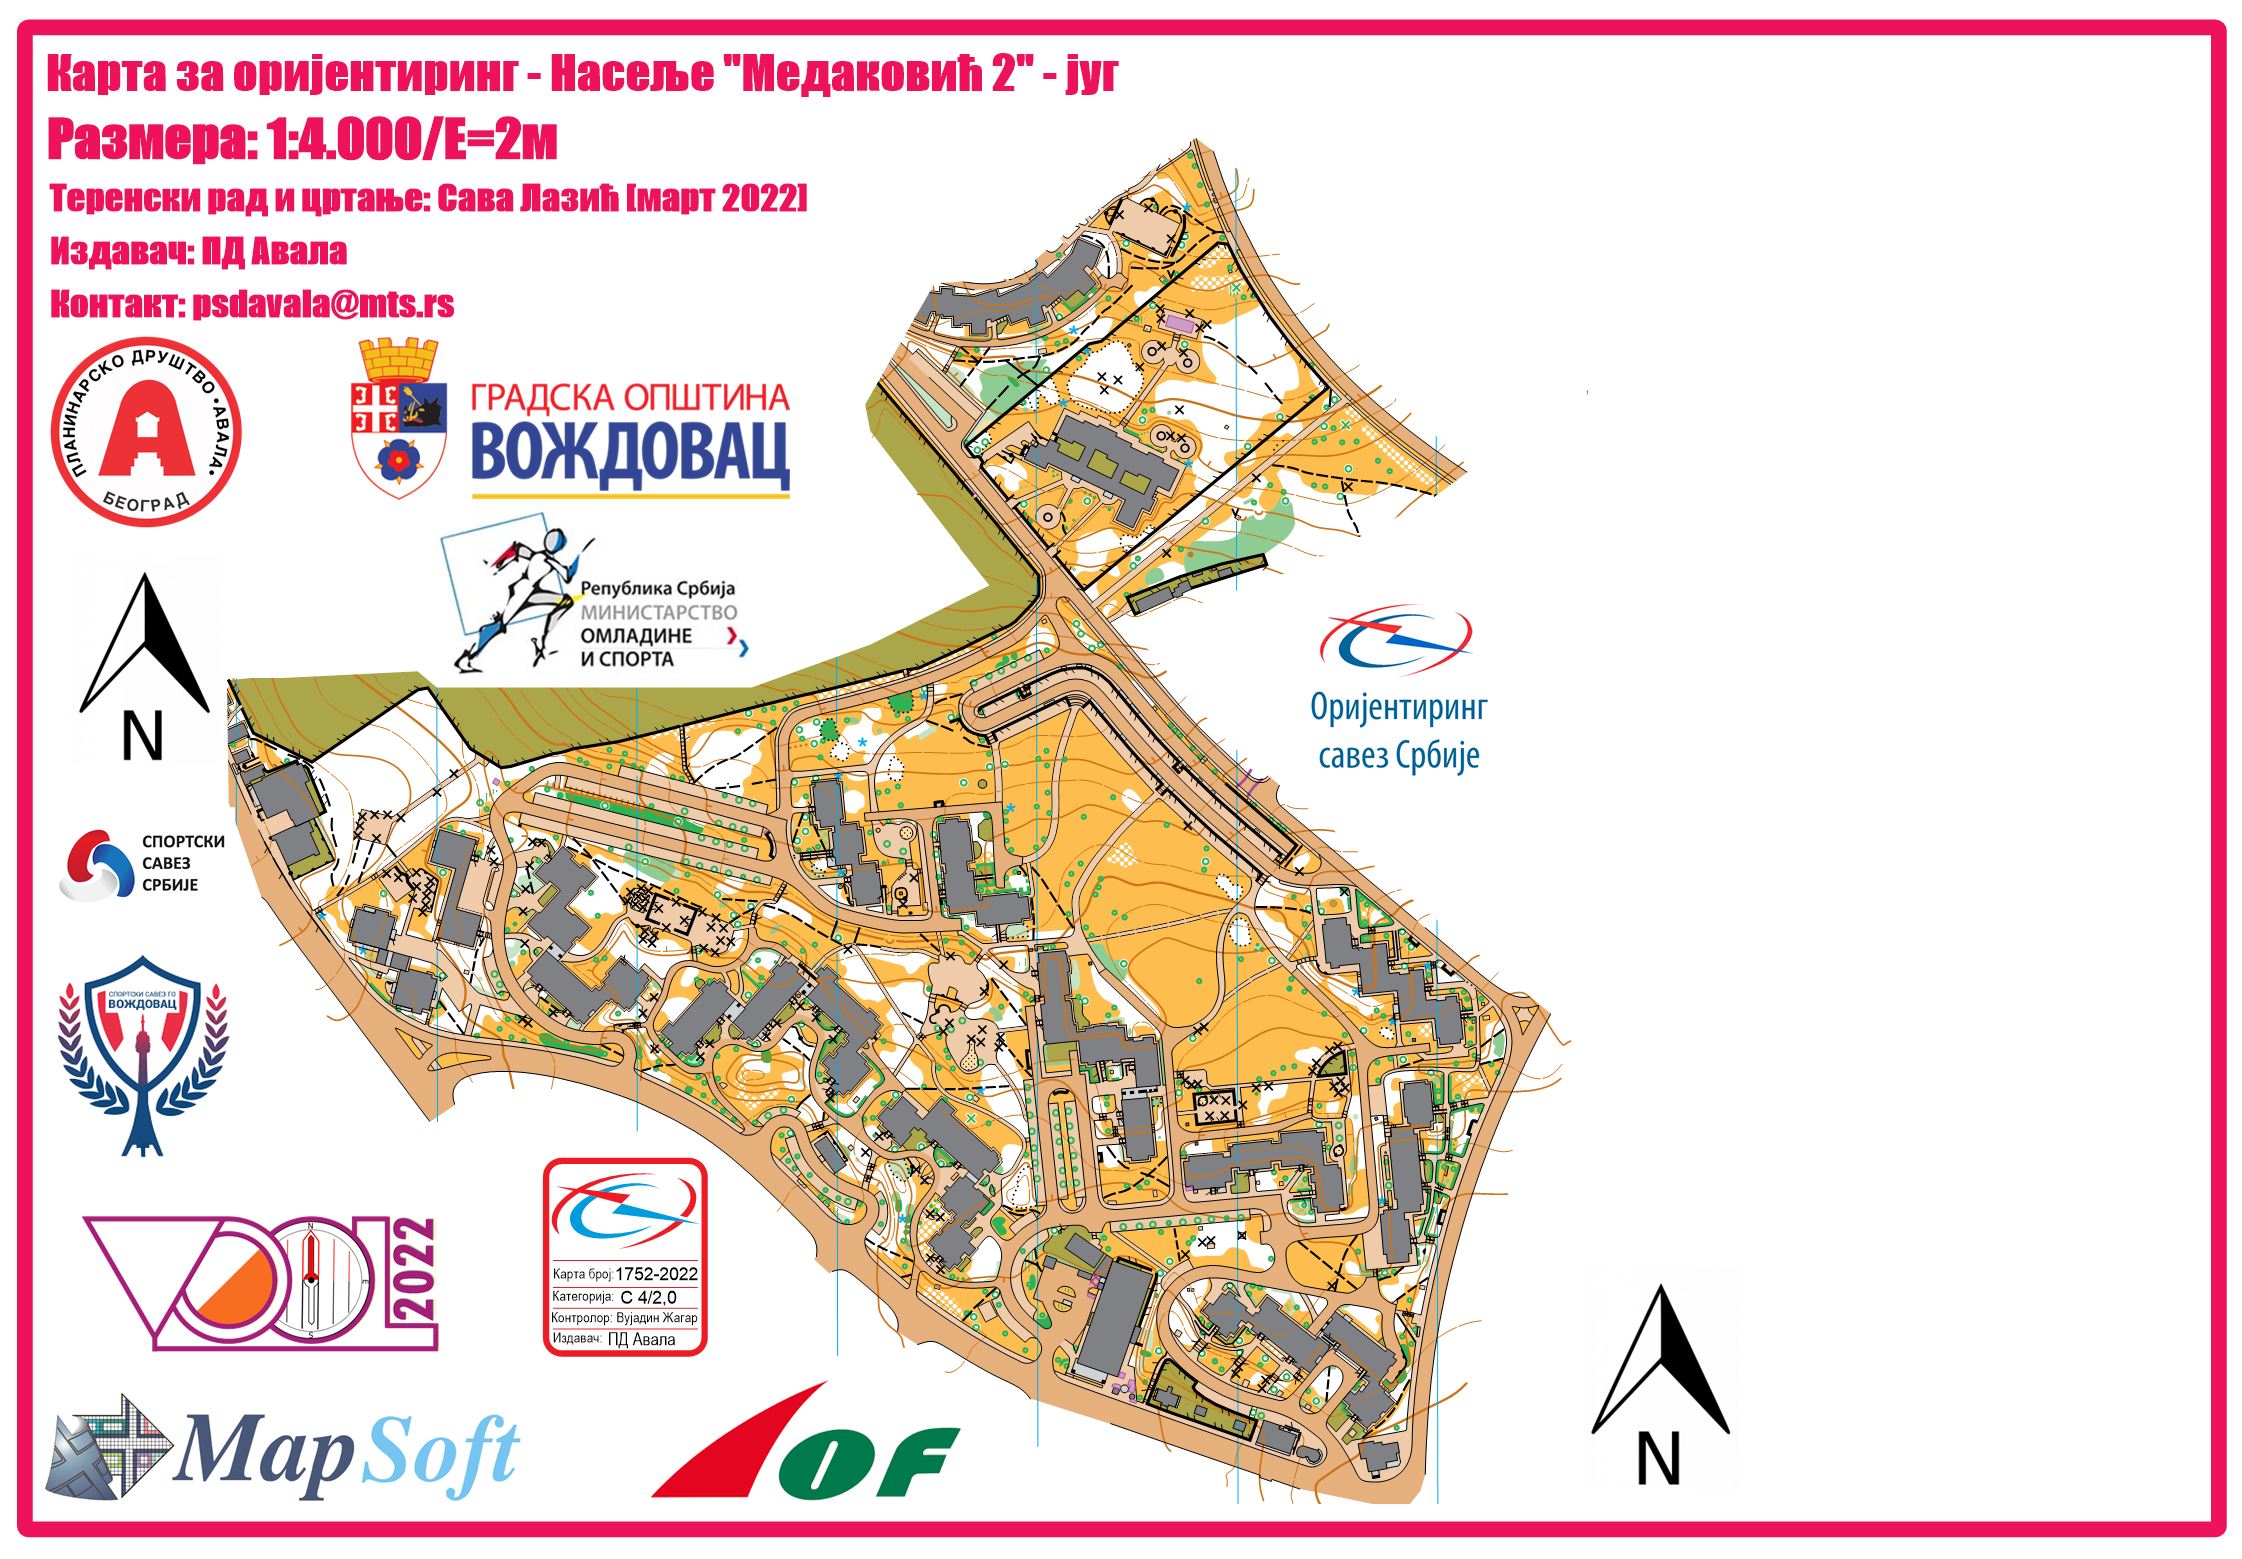 Карта за оријентиринг - Насеље "Медаковић 2" - југ
Размера: 1:4.000/E=2м
Теренски рад и цртање: Сава Лазић [март 2022]
Издавач: ПД Авала
Контакт: psdavala@mts.rs
ПЛАНИНАРСКО ДРУШТВО •АВАЛА•
БЕОГРАД
ГРАДСКА ОПШТИНА
ВОЖДОВАЦ
Република Србија
МИНИСТАРСТВО
ОМЛАДИНЕ
И СПОРТА
N
Оријентиринг
савез Србије
СПОРТСКИ
САВЕЗ
СРБИЈЕ
СПОРТСКИ САВЕЗ ГО
ВОЖДОВАЦ
2022
N
E
S
Карта број: 1752-2022
Категорија: С 4/2,0
Контролор: Вујадин Жагар
Издавач: ПД Авала
MapSoft
IOF
N